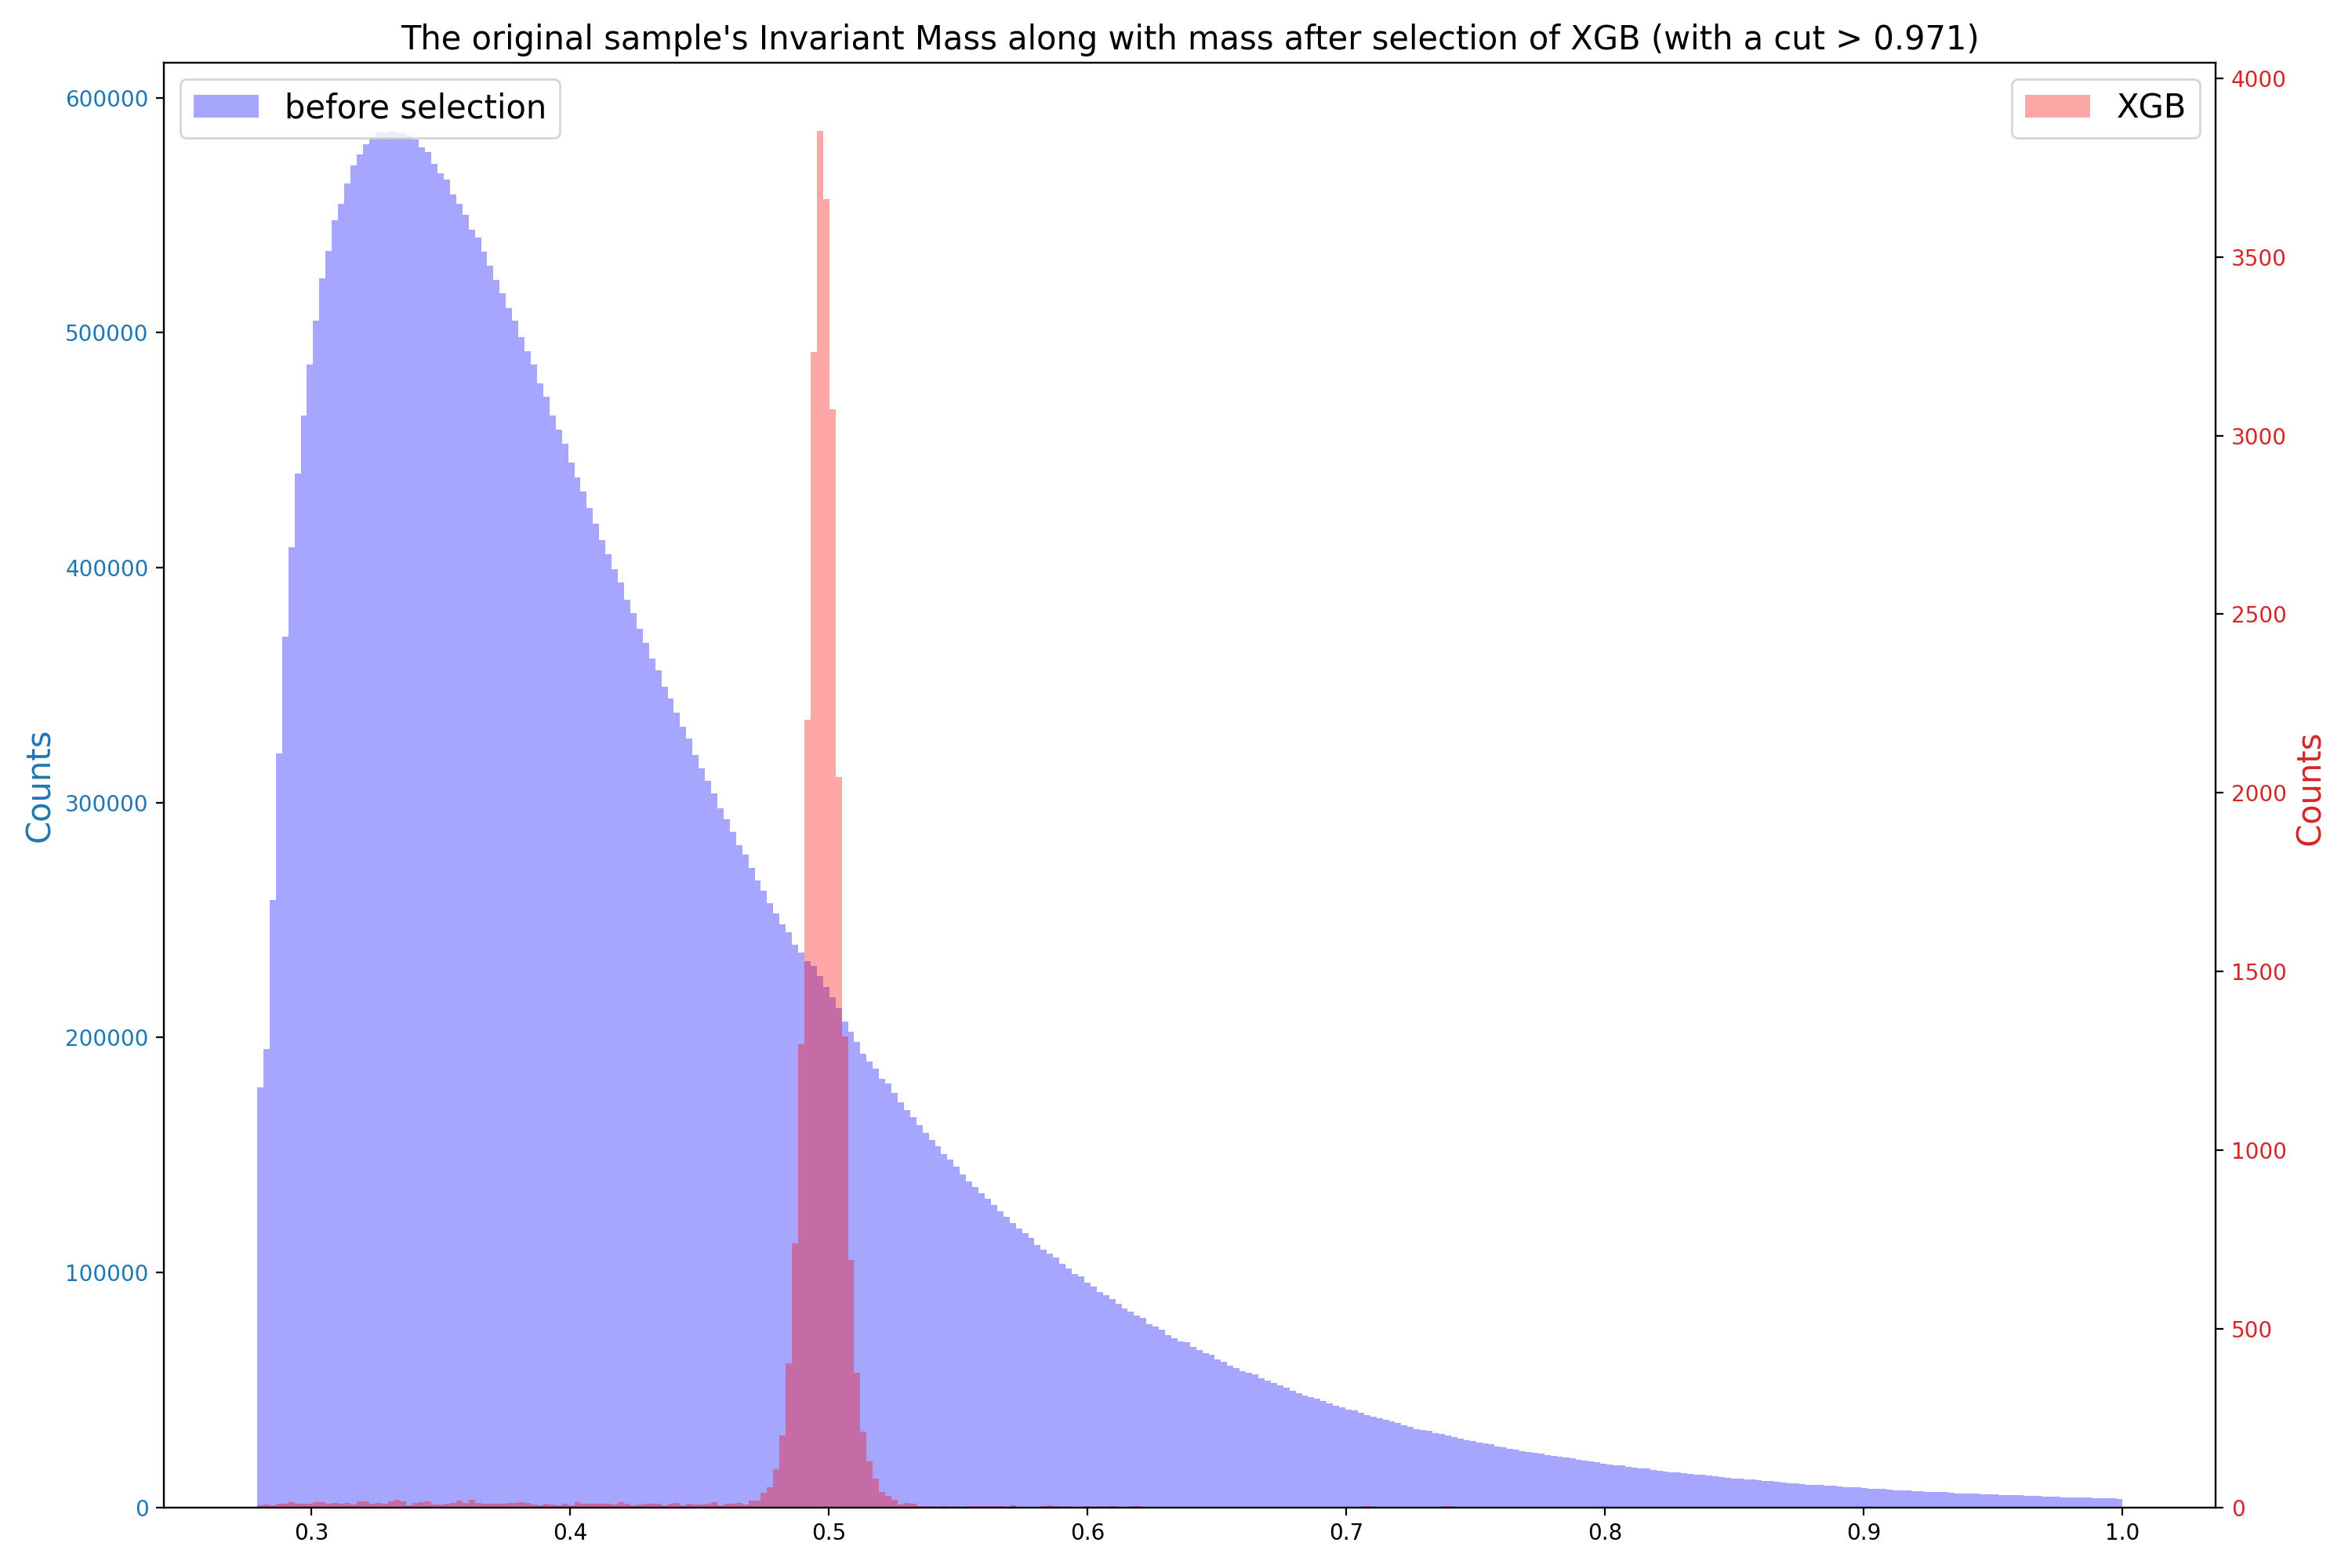 The original sample's Invariant Mass along with mass after selection of XGB (with a cut > 0.971)
before selection
XGB
600000
500000
400000
300000
200000
100000
0
Counts
4000
3500
3000
2500
2000
1500
1000
500
0
Counts
0.3 0.4 0.5 0.6 0.7 0.8 0.9 1.0